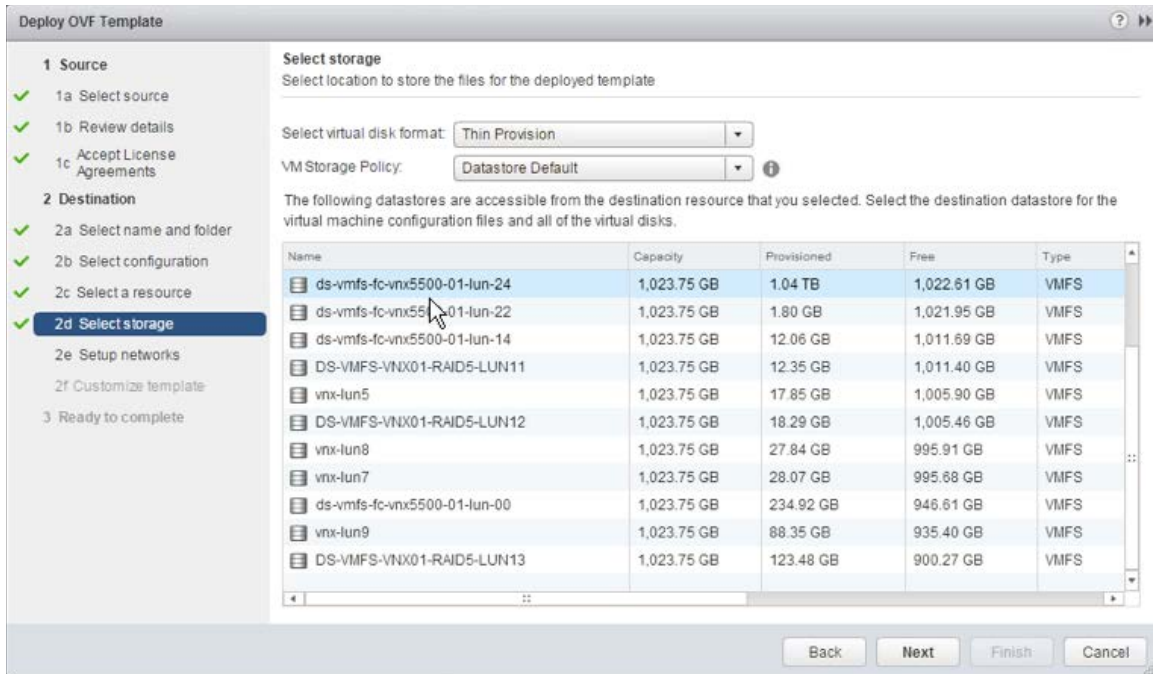 Deploy OVF Template
1 Source
1a Select source
1b Review details
1c Accept License
Agreements
2 Destination
2a Select name and folder
2b Select configuration
2c Select a resource
2d Select storage
2e Setup networks
2f Customize template
3 Ready to complete
Select storage
Select location to store the files for the deployed template
Select virtual disk format: Thin Provision
VM Storage Policy: Datastore Default
The following datastores are accessible from the destination resource that you selected. Select the destination datastore for the
virtual machine configuration files and all of the virtual disks.
Name Capacity Provisioned Free Type
ds-vmfs-fc-vnx5500-01-lun-24 1,023.75 GB 1.04 TB 1,022.61 GB VMFS
ds-vmfs-fc-vnx5500-01-lun-22 1,023.75 GB 1.80 GB 1,021.95 GB VMFS
ds-vmfs-fc-vnx5500-01-lun-14 1,023.75 GB 12.06 GB 1,011.69 GB VMFS
DS-VMFS-VNX01-RAID5-LUN11 1,023.75 GB 12.35 GB 1,011.40 GB VMFS
vnx-lun5 1,023.75 GB 17.85 GB 1,005.90 GB VMFS
DS-VMFS-VNX01-RAID5-LUN12 1,023.75 GB 18.29 GB 1,005.46 GB VMFS
vnx-lun8 1,023.75 GB 27.84 GB 995.91 GB VMFS
vnx-lun7 1,023.75 GB 28.07 GB 995.68 GB VMFS
ds-vmfs-fc-vnx5500-01-lun-00 1,023.75 GB 234.92 GB 946.61 GB VMFS
vnx-lun9 1,023.75 GB 88.35 GB 935.40 GB VMFS
DS-VMFS-VNX01-RAID5-LUN13 1,023.75 GB 123.48 GB 900.27 GB VMFS
Back Next Finish Cancel